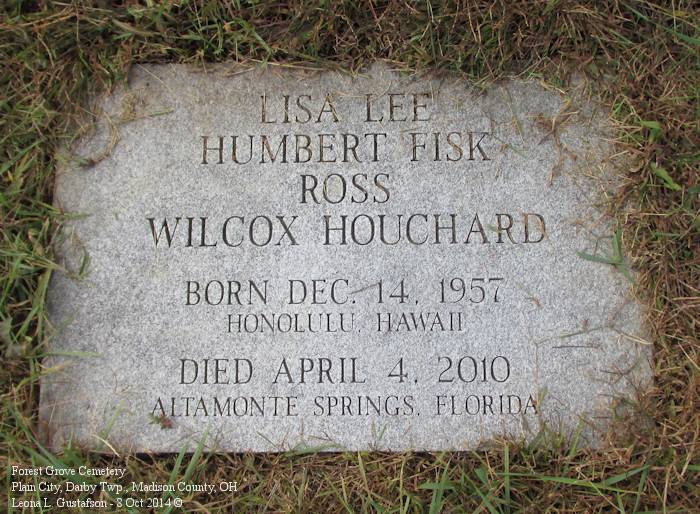 LISA LEE
HUMBERT FISK
ROSS
WILCOX HOUCHARD
BORN DEC. 14, 1957
HONOLULU, HAWAII
DIED APRIL 4, 2010
ALTAMONTE SPRINGS, FLORIDA
Forest Grove Cemetery
Plain City, Darby Twp., Madison County, OH
Leona L. Gustafson - 8 Oct 2014 ©